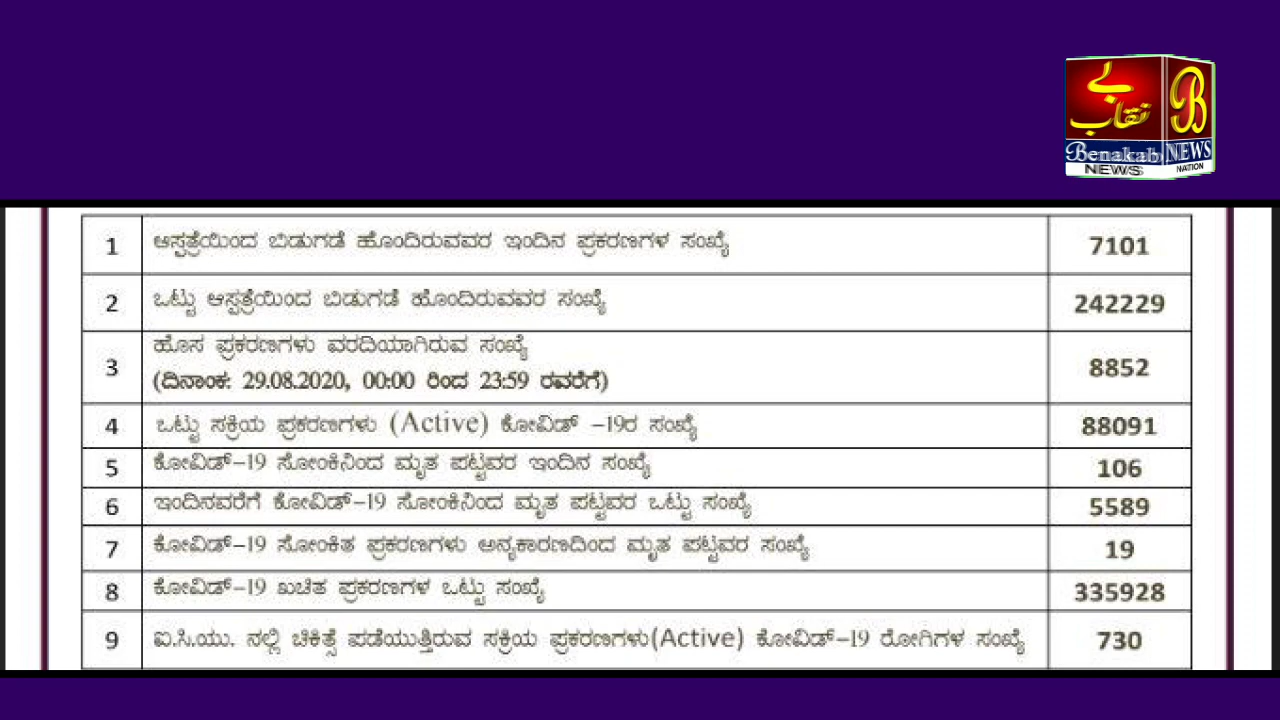 بے
نقاب
B
Benakab
NEWS
NEWS
NATION
1 ಆಸ್ಪತ್ರೆಯಿಂದ ಬಿಡುಗಡೆ ಹೊಂದಿರುವವರ ಇಂದಿನ ಪ್ರಕರಣಗಳ ಸಂಖ್ಯೆ 7101
2 ಒಟ್ಟು ಆಸ್ಪತ್ರೆಯಿಂದ ಬಿಡುಗಡೆ ಹೊಂದಿರುವವರ ಸಂಖ್ಯೆ 242229
3 ಹೊಸ ಪ್ರಕರಣಗಳು ವರದಿಯಾಗಿರುವ ಸಂಖ್ಯೆ 8852
(ದಿನಾಂಕ: 29.08.2020, 00:00 ರಿಂದ 23:59 ರವರೆಗೆ)
4 ಒಟ್ಟು ಸಕ್ರಿಯ ಪ್ರಕರಣಗಳು (Active) ಕೋವಿಡ್ -19ರ ಸಂಖ್ಯೆ 88091
5 ಕೋವಿಡ್-19 ಸೋಂಕಿನಿಂದ ಮೃತ ಪಟ್ಟವರ ಇಂದಿನ ಸಂಖ್ಯೆ 106
6 ಇಂದಿನವರೆಗೆ ಕೋವಿಡ್-19 ಸೋಂಕಿನಿಂದ ಮೃತ ಪಟ್ಟವರ ಒಟ್ಟು ಸಂಖ್ಯೆ 5589
7 ಕೋವಿಡ್-19 ಸೋಂಕಿತ ಪ್ರಕರಣಗಳು ಅನ್ಯಕಾರಣದಿಂದ ಮೃತ ಪಟ್ಟವರ ಸಂಖ್ಯೆ 19
8 ಕೋವಿಡ್-19 ಖಚಿತ ಪ್ರಕರಣಗಳ ಒಟ್ಟು ಸಂಖ್ಯೆ 335928
9 ಐ.ಸಿ.ಯು. ನಲ್ಲಿ ಚಿಕಿತ್ಸೆ ಪಡೆಯುತ್ತಿರುವ ಸಕ್ರಿಯ ಪ್ರಕರಣಗಳು(Active) ಕೋವಿಡ್-19 ರೋಗಿಗಳ ಸಂಖ್ಯೆ 730